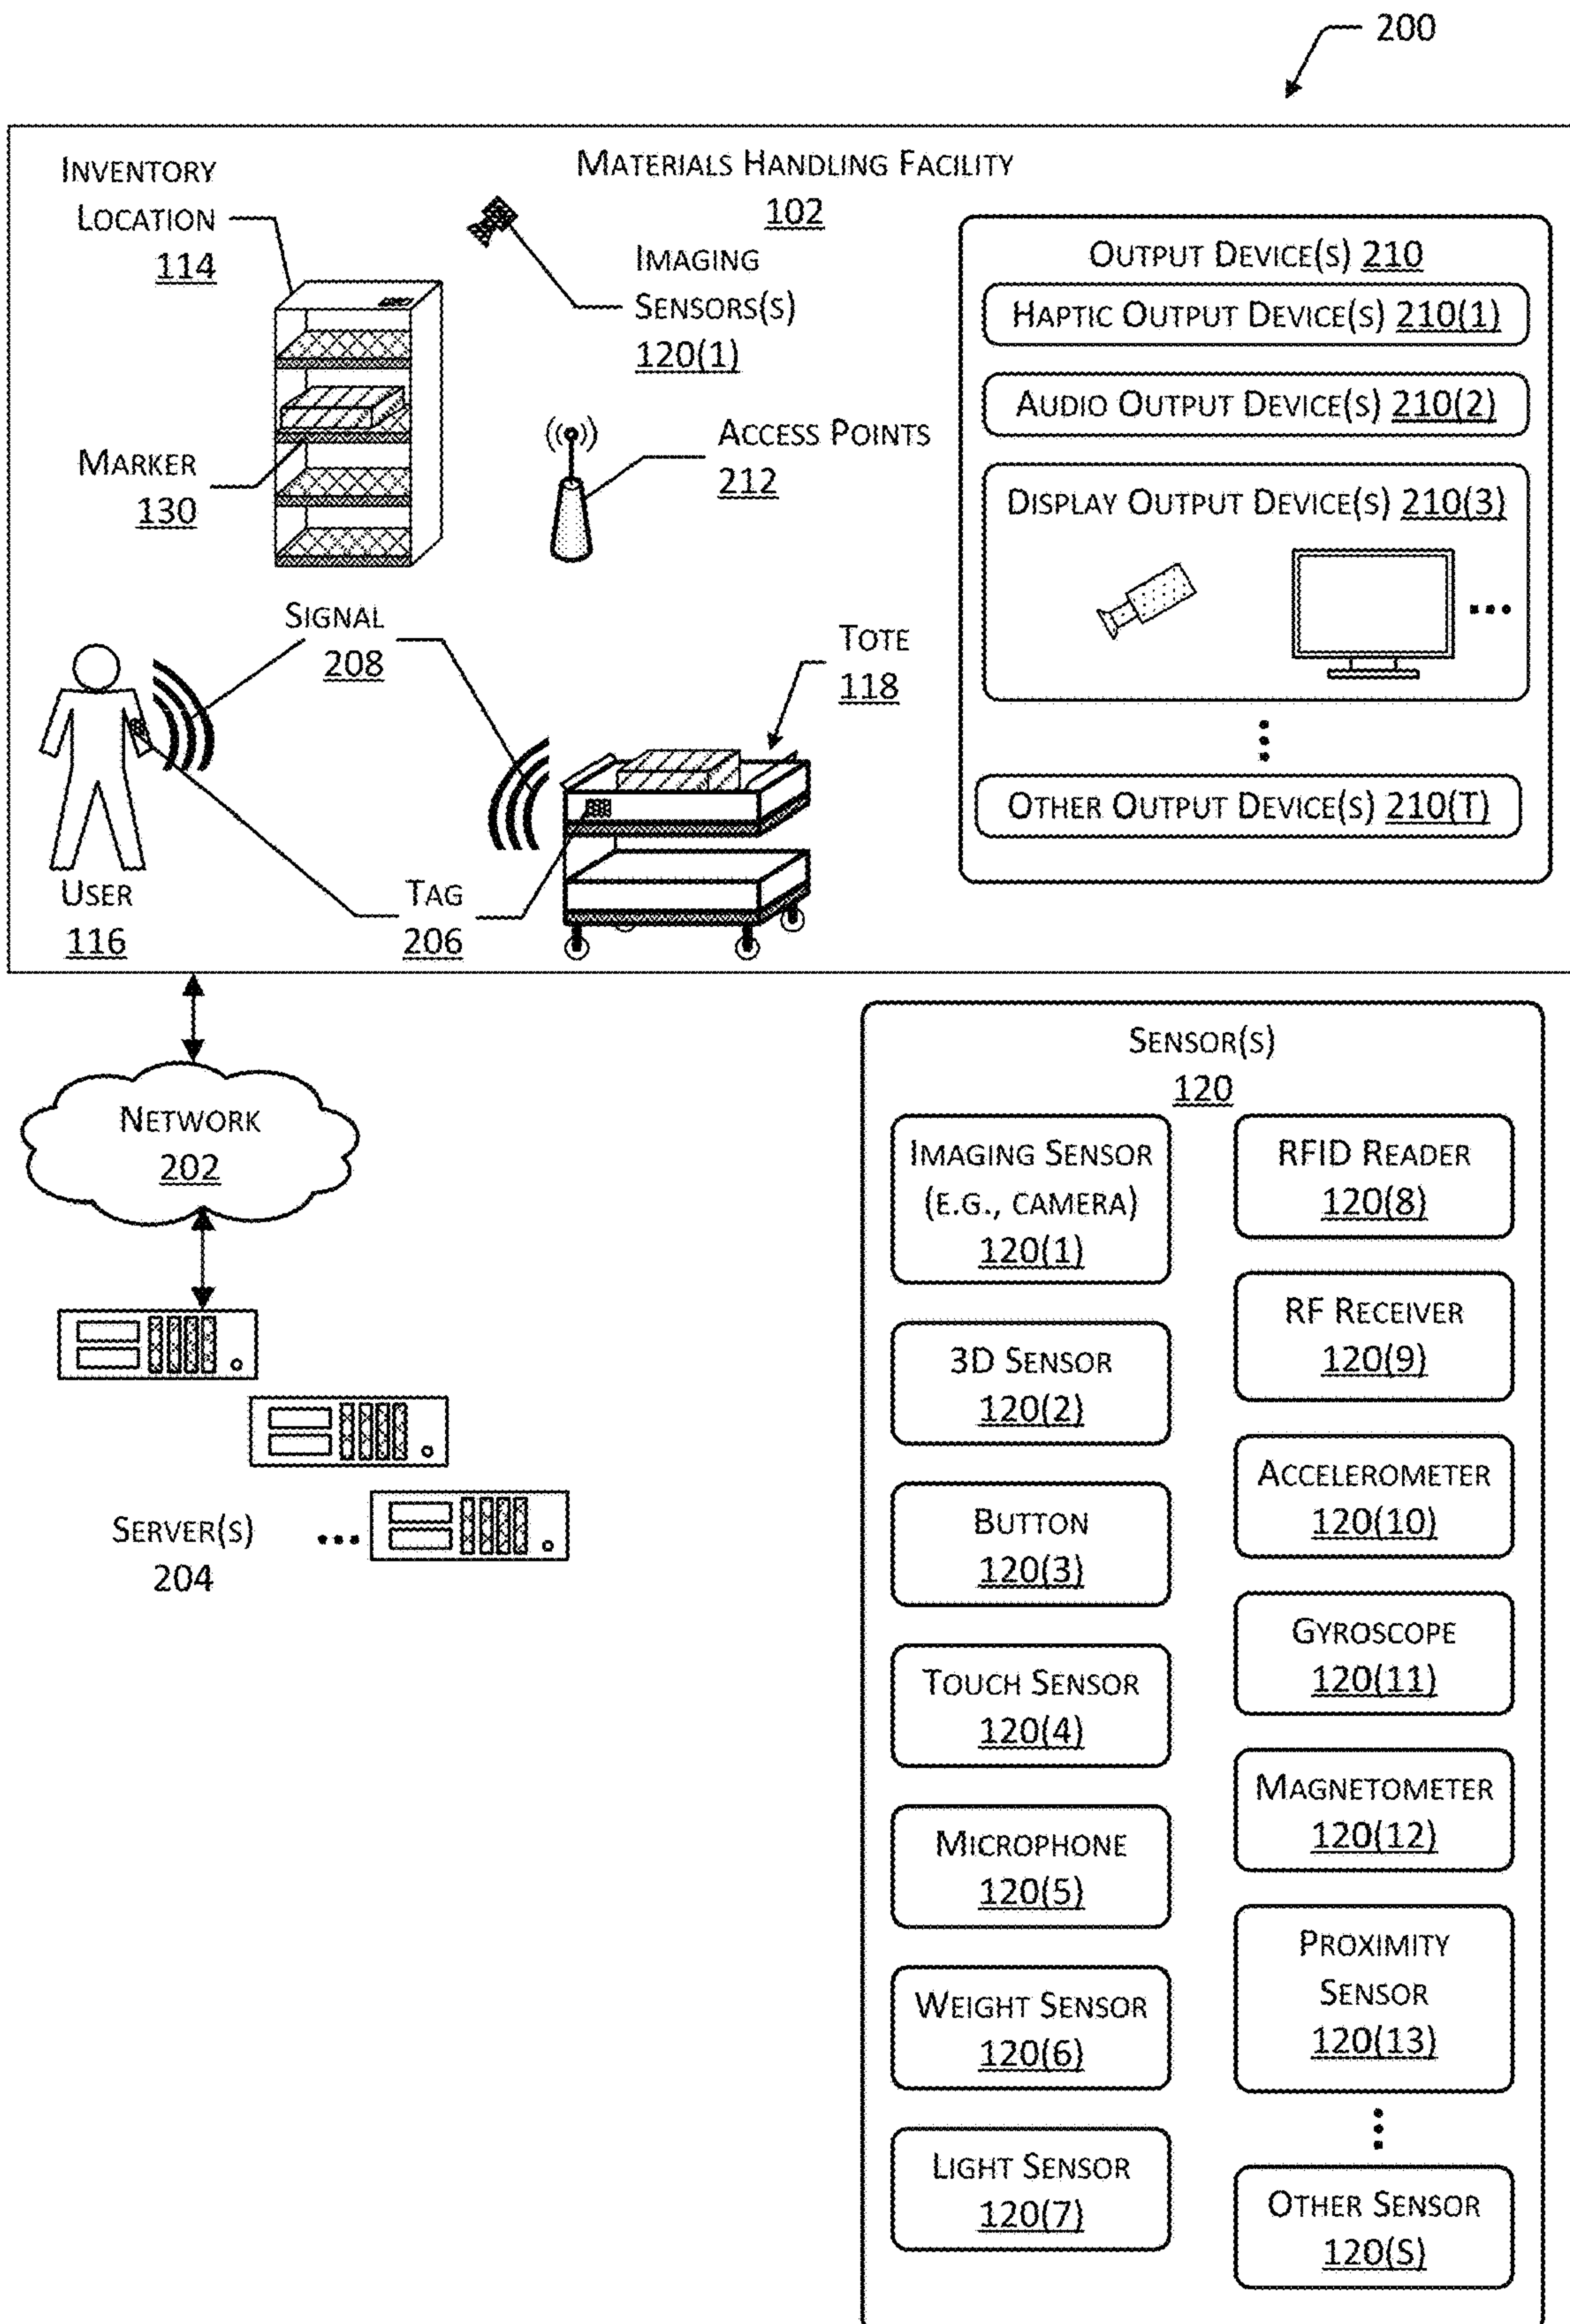 200
MATERIALS HANDLING FACILITY
102
INVENTORY
LOCATION
114
IMAGING
SENSORS(S)
120(1)
MARKER
130
ACCESS POINTS
212
SIGNAL
208
TOTE
118
USER
116
TAG
206
OUTPUT DEVICE(S) 210
HAPTIC OUTPUT DEVICE(S) 210(1)
AUDIO OUTPUT DEVICE(S) 210(2)
DISPLAY OUTPUT DEVICE(S) 210(3)
OTHER OUTPUT DEVICE(S) 210(T)
NETWORK
202
SERVER(S)
204
SENSOR(S)
120
IMAGING SENSOR
(E.G., CAMERA)
120(1)
3D SENSOR
120(2)
BUTTON
120(3)
TOUCH SENSOR
120(4)
MICROPHONE
120(5)
WEIGHT SENSOR
120(6)
LIGHT SENSOR
120(7)
RFID READER
120(8)
RF RECEIVER
120(9)
ACCELEROMETER
120(10)
GYROSCOPE
120(11)
MAGNETOMETER
120(12)
PROXIMITY
SENSOR
120(13)
OTHER SENSOR
120(S)